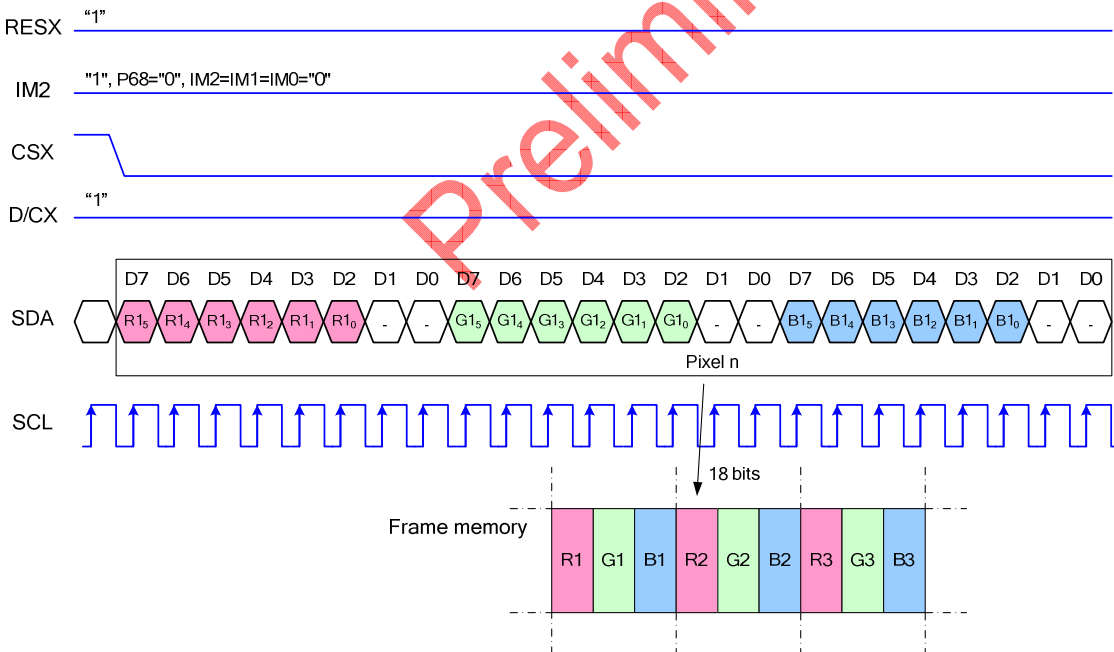 RESX "1"
IM2 "1", P68="0", IM2=IM1=IM0="0"
CSX
D/CX "1"
Prelimi
D7 D6 D5 D4 D3 D2 D1 D0 D7 D6 D5 D4 D3 D2 D1 D0 D7 D6 D5 D4 D3 D2 D1 D0
SDA R1₅ R1₄ R1₃ R1₂ R1₁ R1₀ - - G1₅ G1₄ G1₃ G1₂ G1₁ G1₀ - - B1₅ B1₄ B1₃ B1₂ B1₁ B1₀ - -
Pixel n
SCL
18 bits
Frame memory
R1 G1 B1 R2 G2 B2 R3 G3 B3